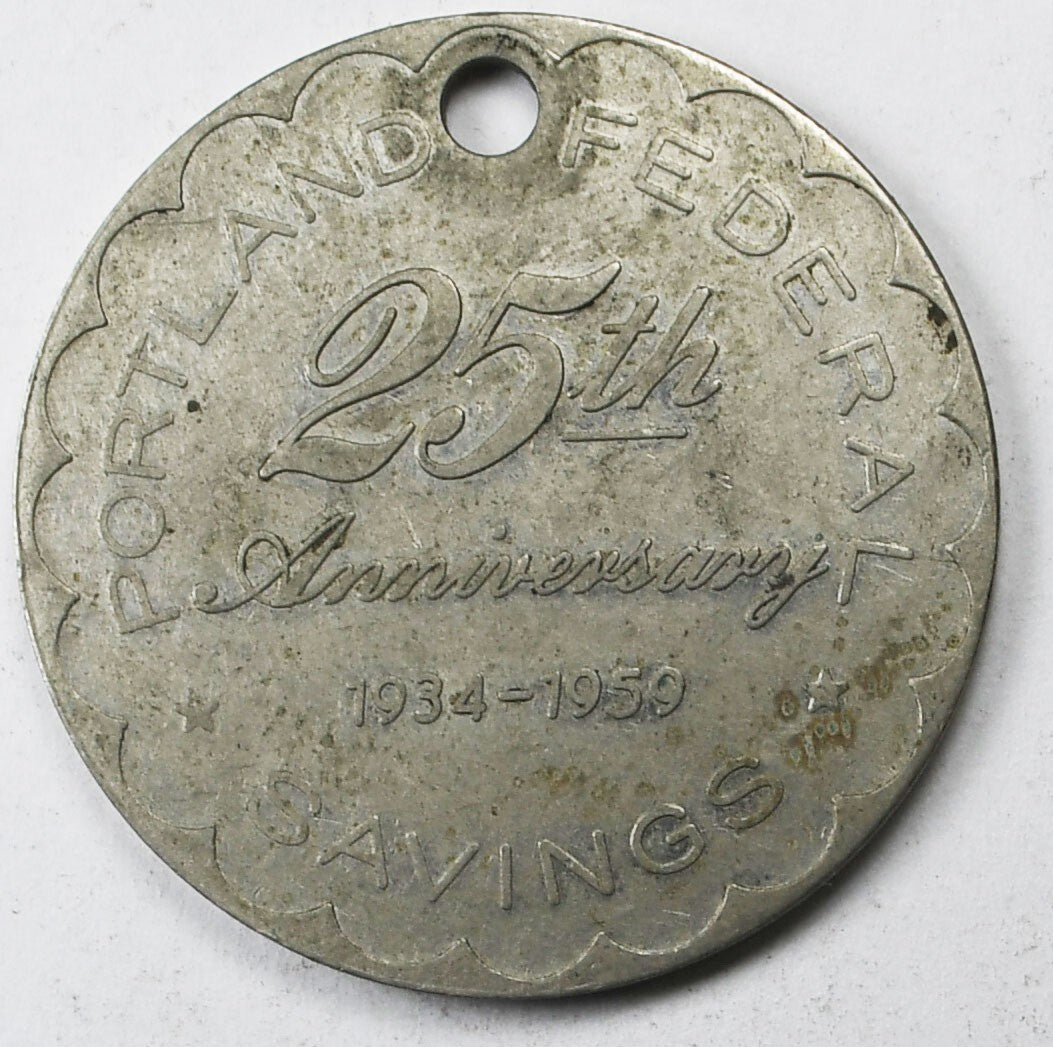 PORTLAND FEDERAL
25th
Anniversary
1934-1959
SAVINGS